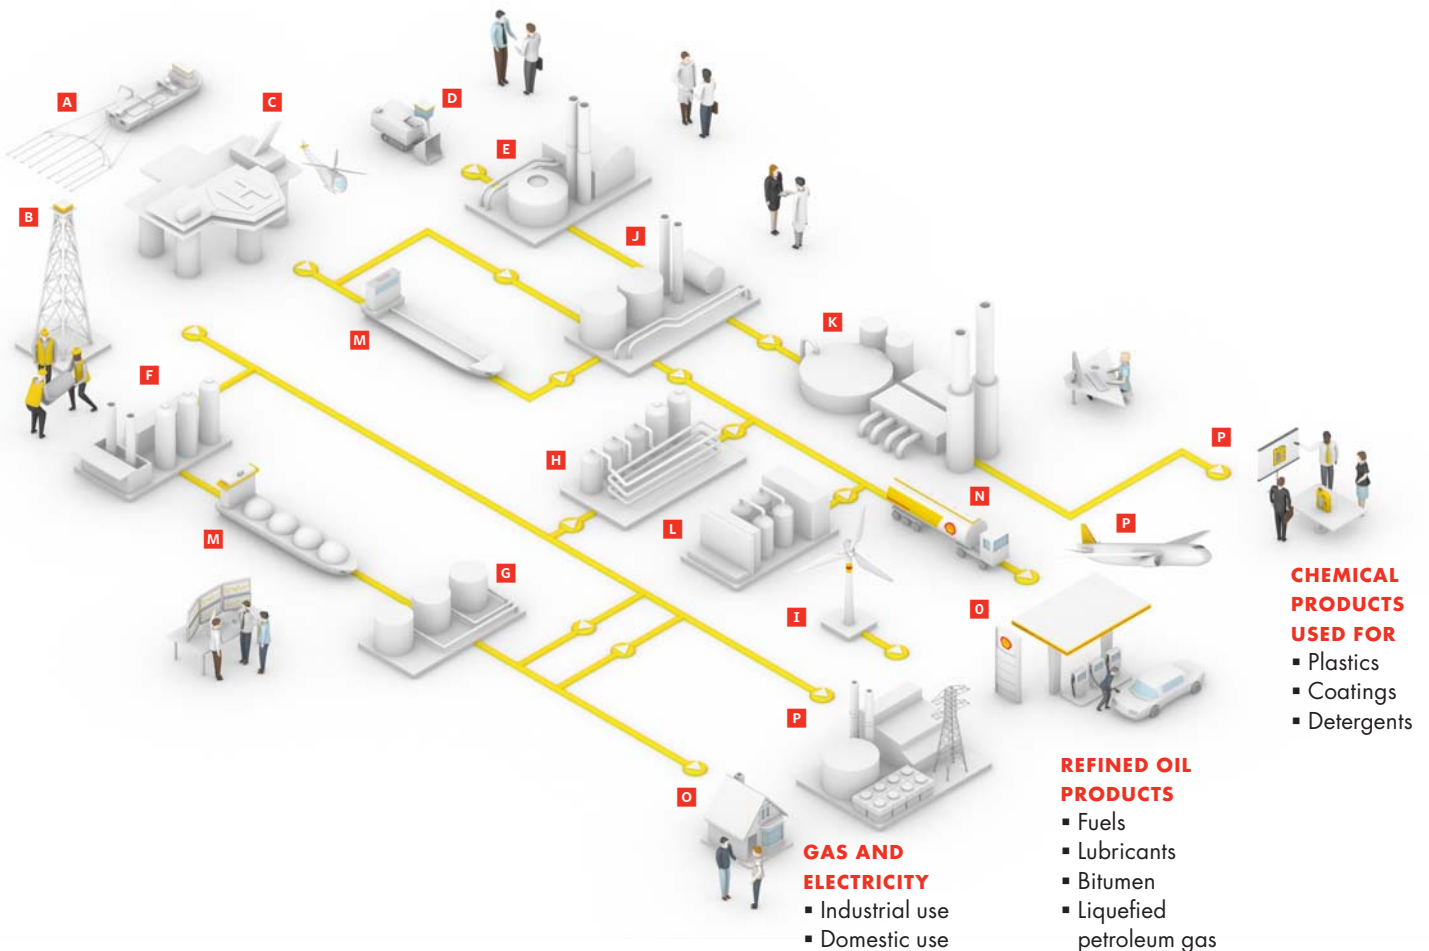 A
C
D
E
B
J
M
K
F
P
H
N
L
P
M
G
I
O
P
O
CHEMICAL
PRODUCTS
USED FOR
▪ Plastics
▪ Coatings
▪ Detergents
REFINED OIL
PRODUCTS
▪ Fuels
▪ Lubricants
▪ Bitumen
▪ Liquefied
petroleum gas
GAS AND
ELECTRICITY
▪ Industrial use
▪ Domestic use